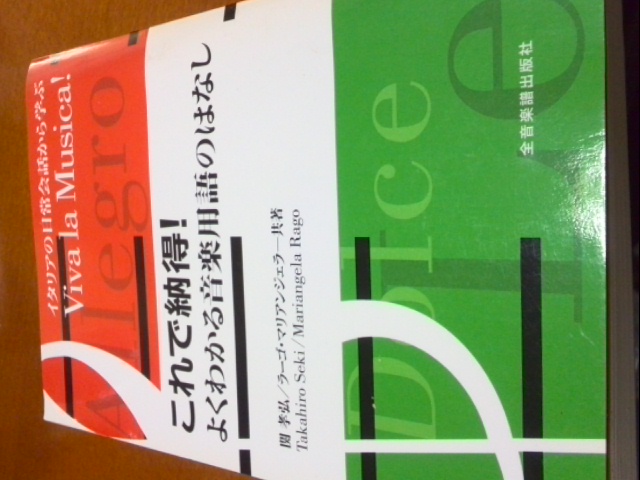 イタリアの日常会話から学ぶ
Viva la Musica!
Allegro
これで納得!
よくわかる音楽用語のはなし
関 孝弘/ラーゴ・マリアンジェラ 共著
Takahiro Seki/Mariangela Rago
Dolce
全音楽譜出版社